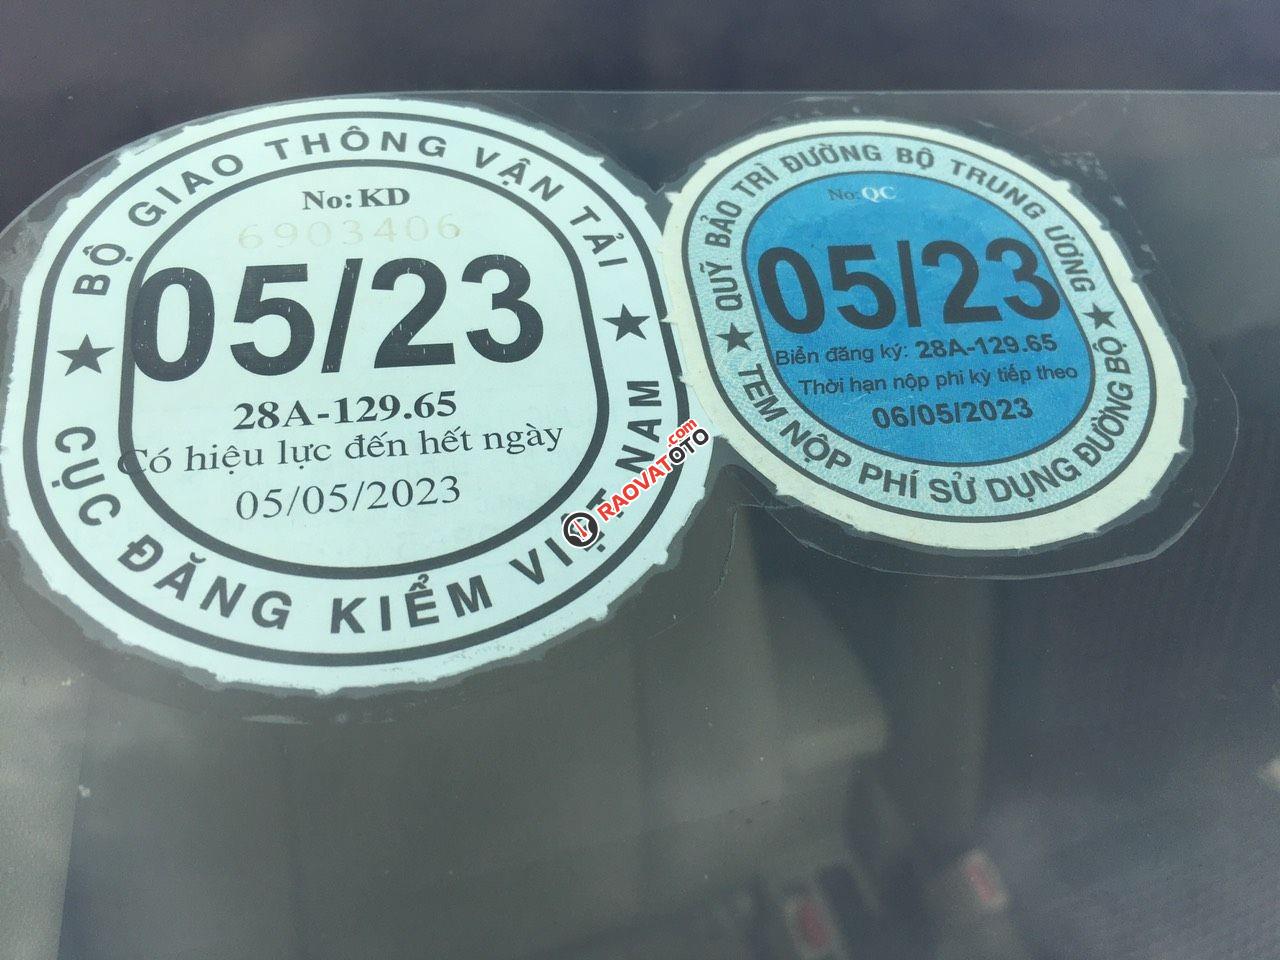 BỘ GIAO THÔNG VẬN TẢI
No: KD
6903406
05/23
28A-129.65
Có hiệu lực đến hết ngày
05/05/2023
★ CỤC ĐĂNG KIỂM VIỆT NAM ★
QUỸ BẢO TRÌ ĐƯỜNG BỘ TRUNG ƯƠNG
No: QC
05/23
Biển đăng ký: 28A-129.65
Thời hạn nộp phí kỳ tiếp theo
06/05/2023
★ TEM NỘP PHÍ SỬ DỤNG ĐƯỜNG BỘ ★
RAOVATOTO.com